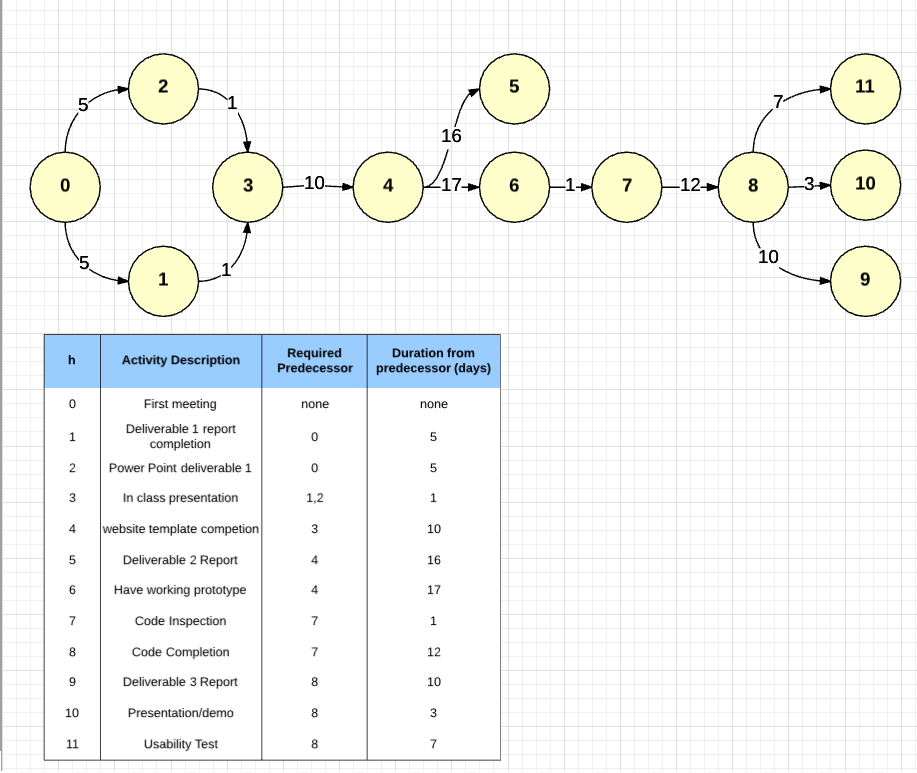 2
5
11
5
1
7
16
0
3
10
4
17
6
1
7
12
8
3
10
5
1
10
1
9
h Activity Description Required Predecessor Duration from predecessor (days)
0 First meeting none none
1 Deliverable 1 report completion 0 5
2 Power Point deliverable 1 0 5
3 In class presentation 1,2 1
4 website template competion 3 10
5 Deliverable 2 Report 4 16
6 Have working prototype 4 17
7 Code Inspection 7 1
8 Code Completion 7 12
9 Deliverable 3 Report 8 10
10 Presentation/demo 8 3
11 Usability Test 8 7